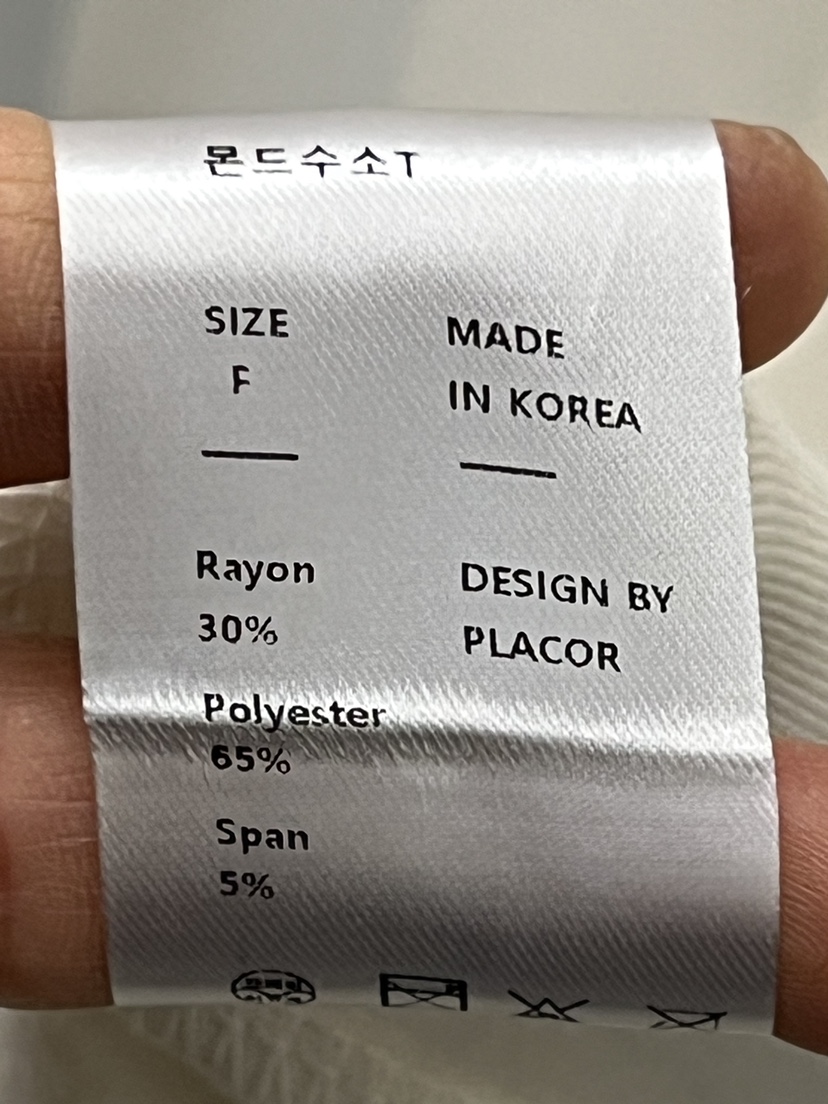 몬드수소T
SIZE
F
MADE
IN KOREA
Rayon
30%
Polyester
65%
Span
5%
DESIGN BY
PLACOR